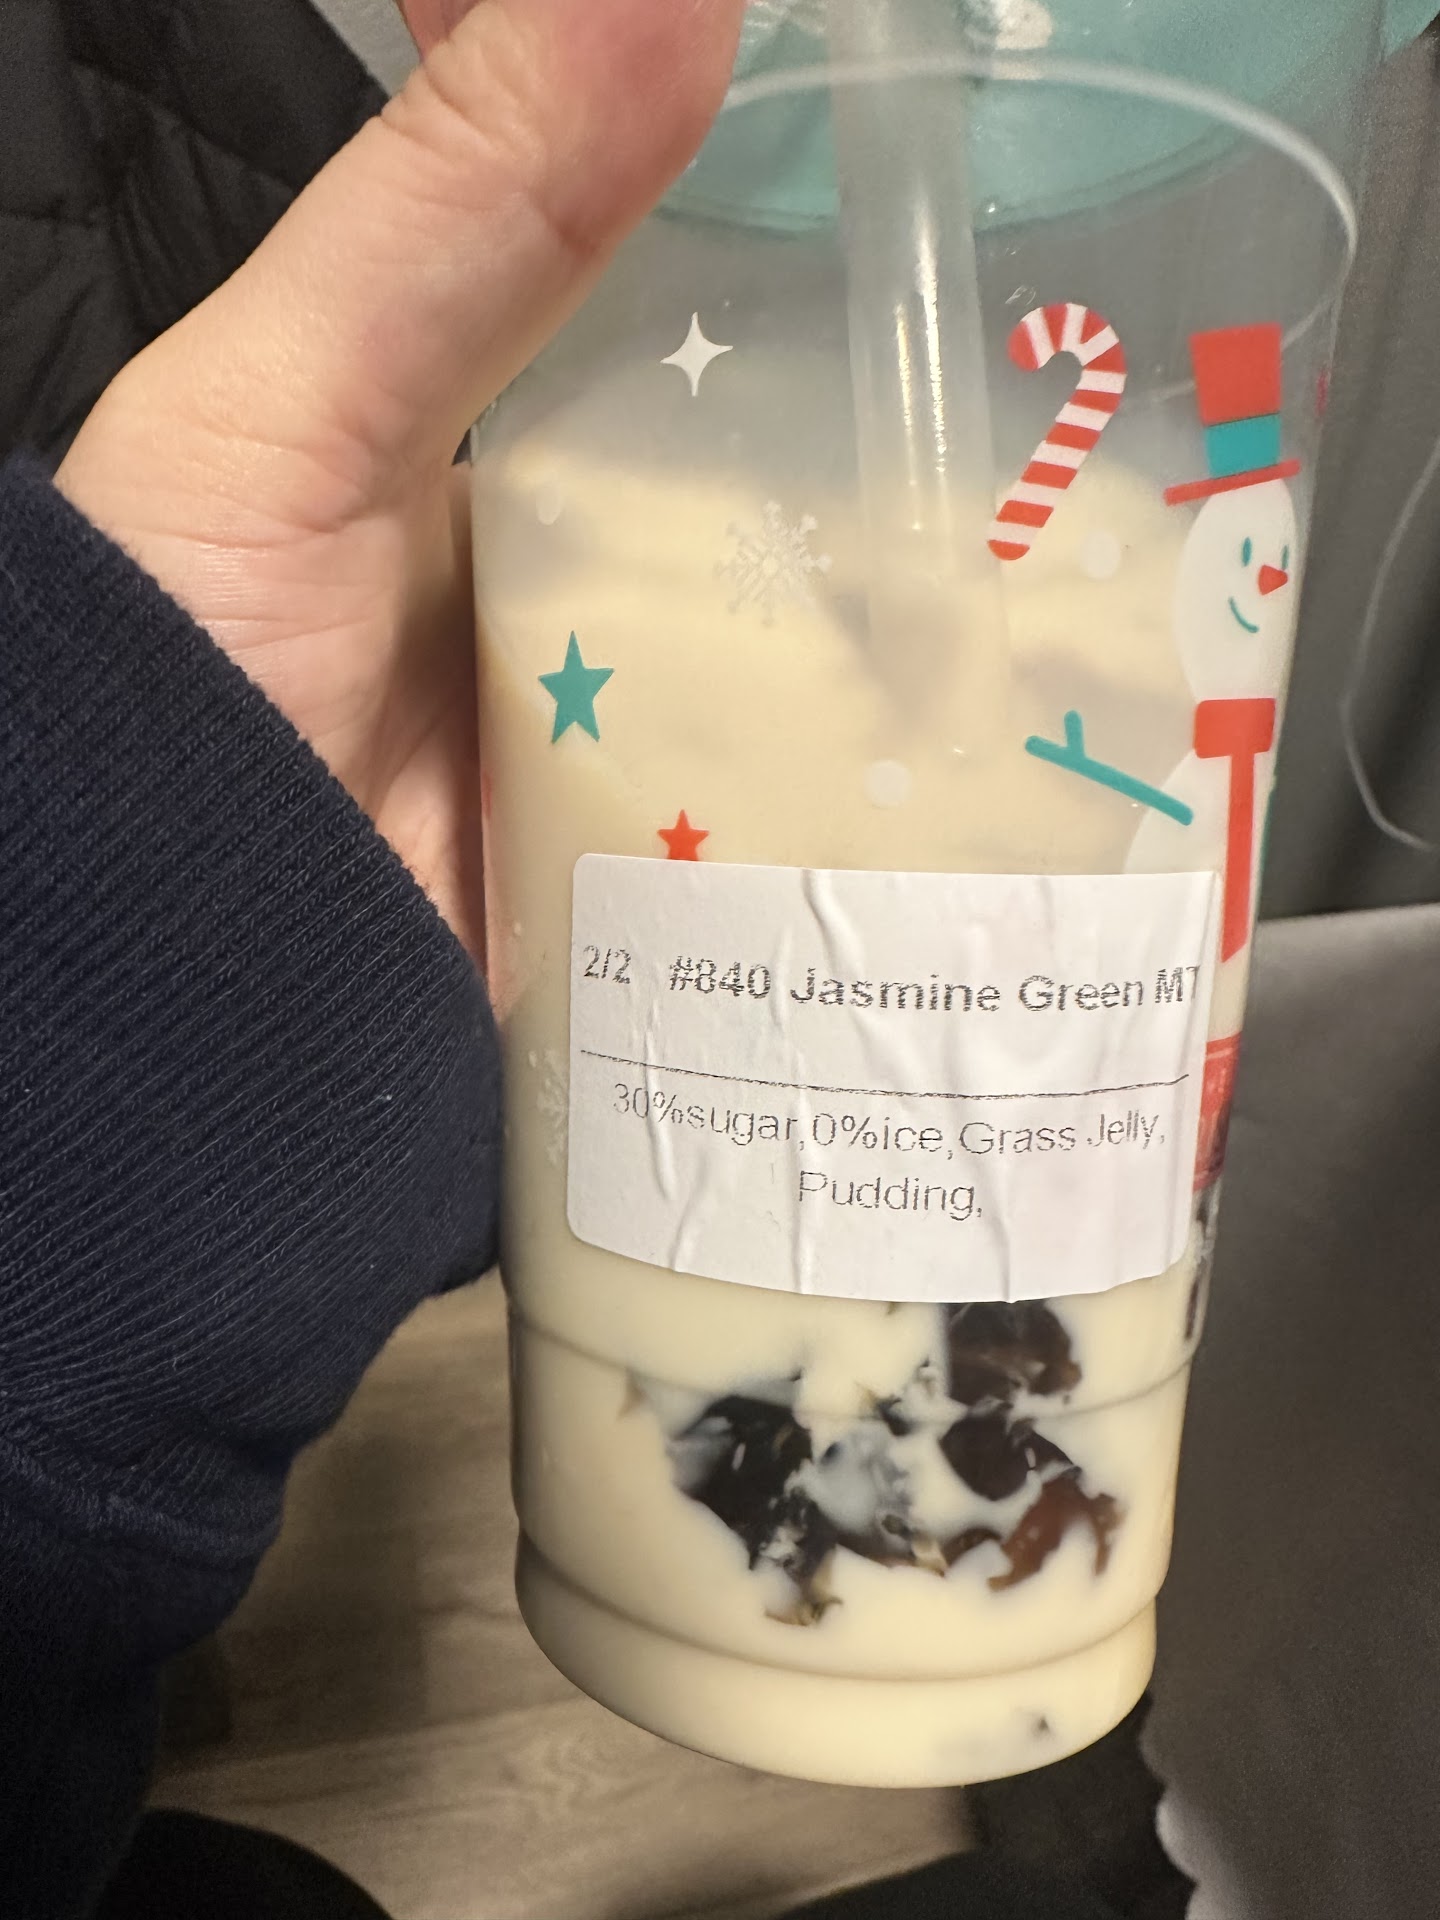 2/2 #840 Jasmine Green MT
30%sugar,0%ice,Grass Jelly,
Pudding,